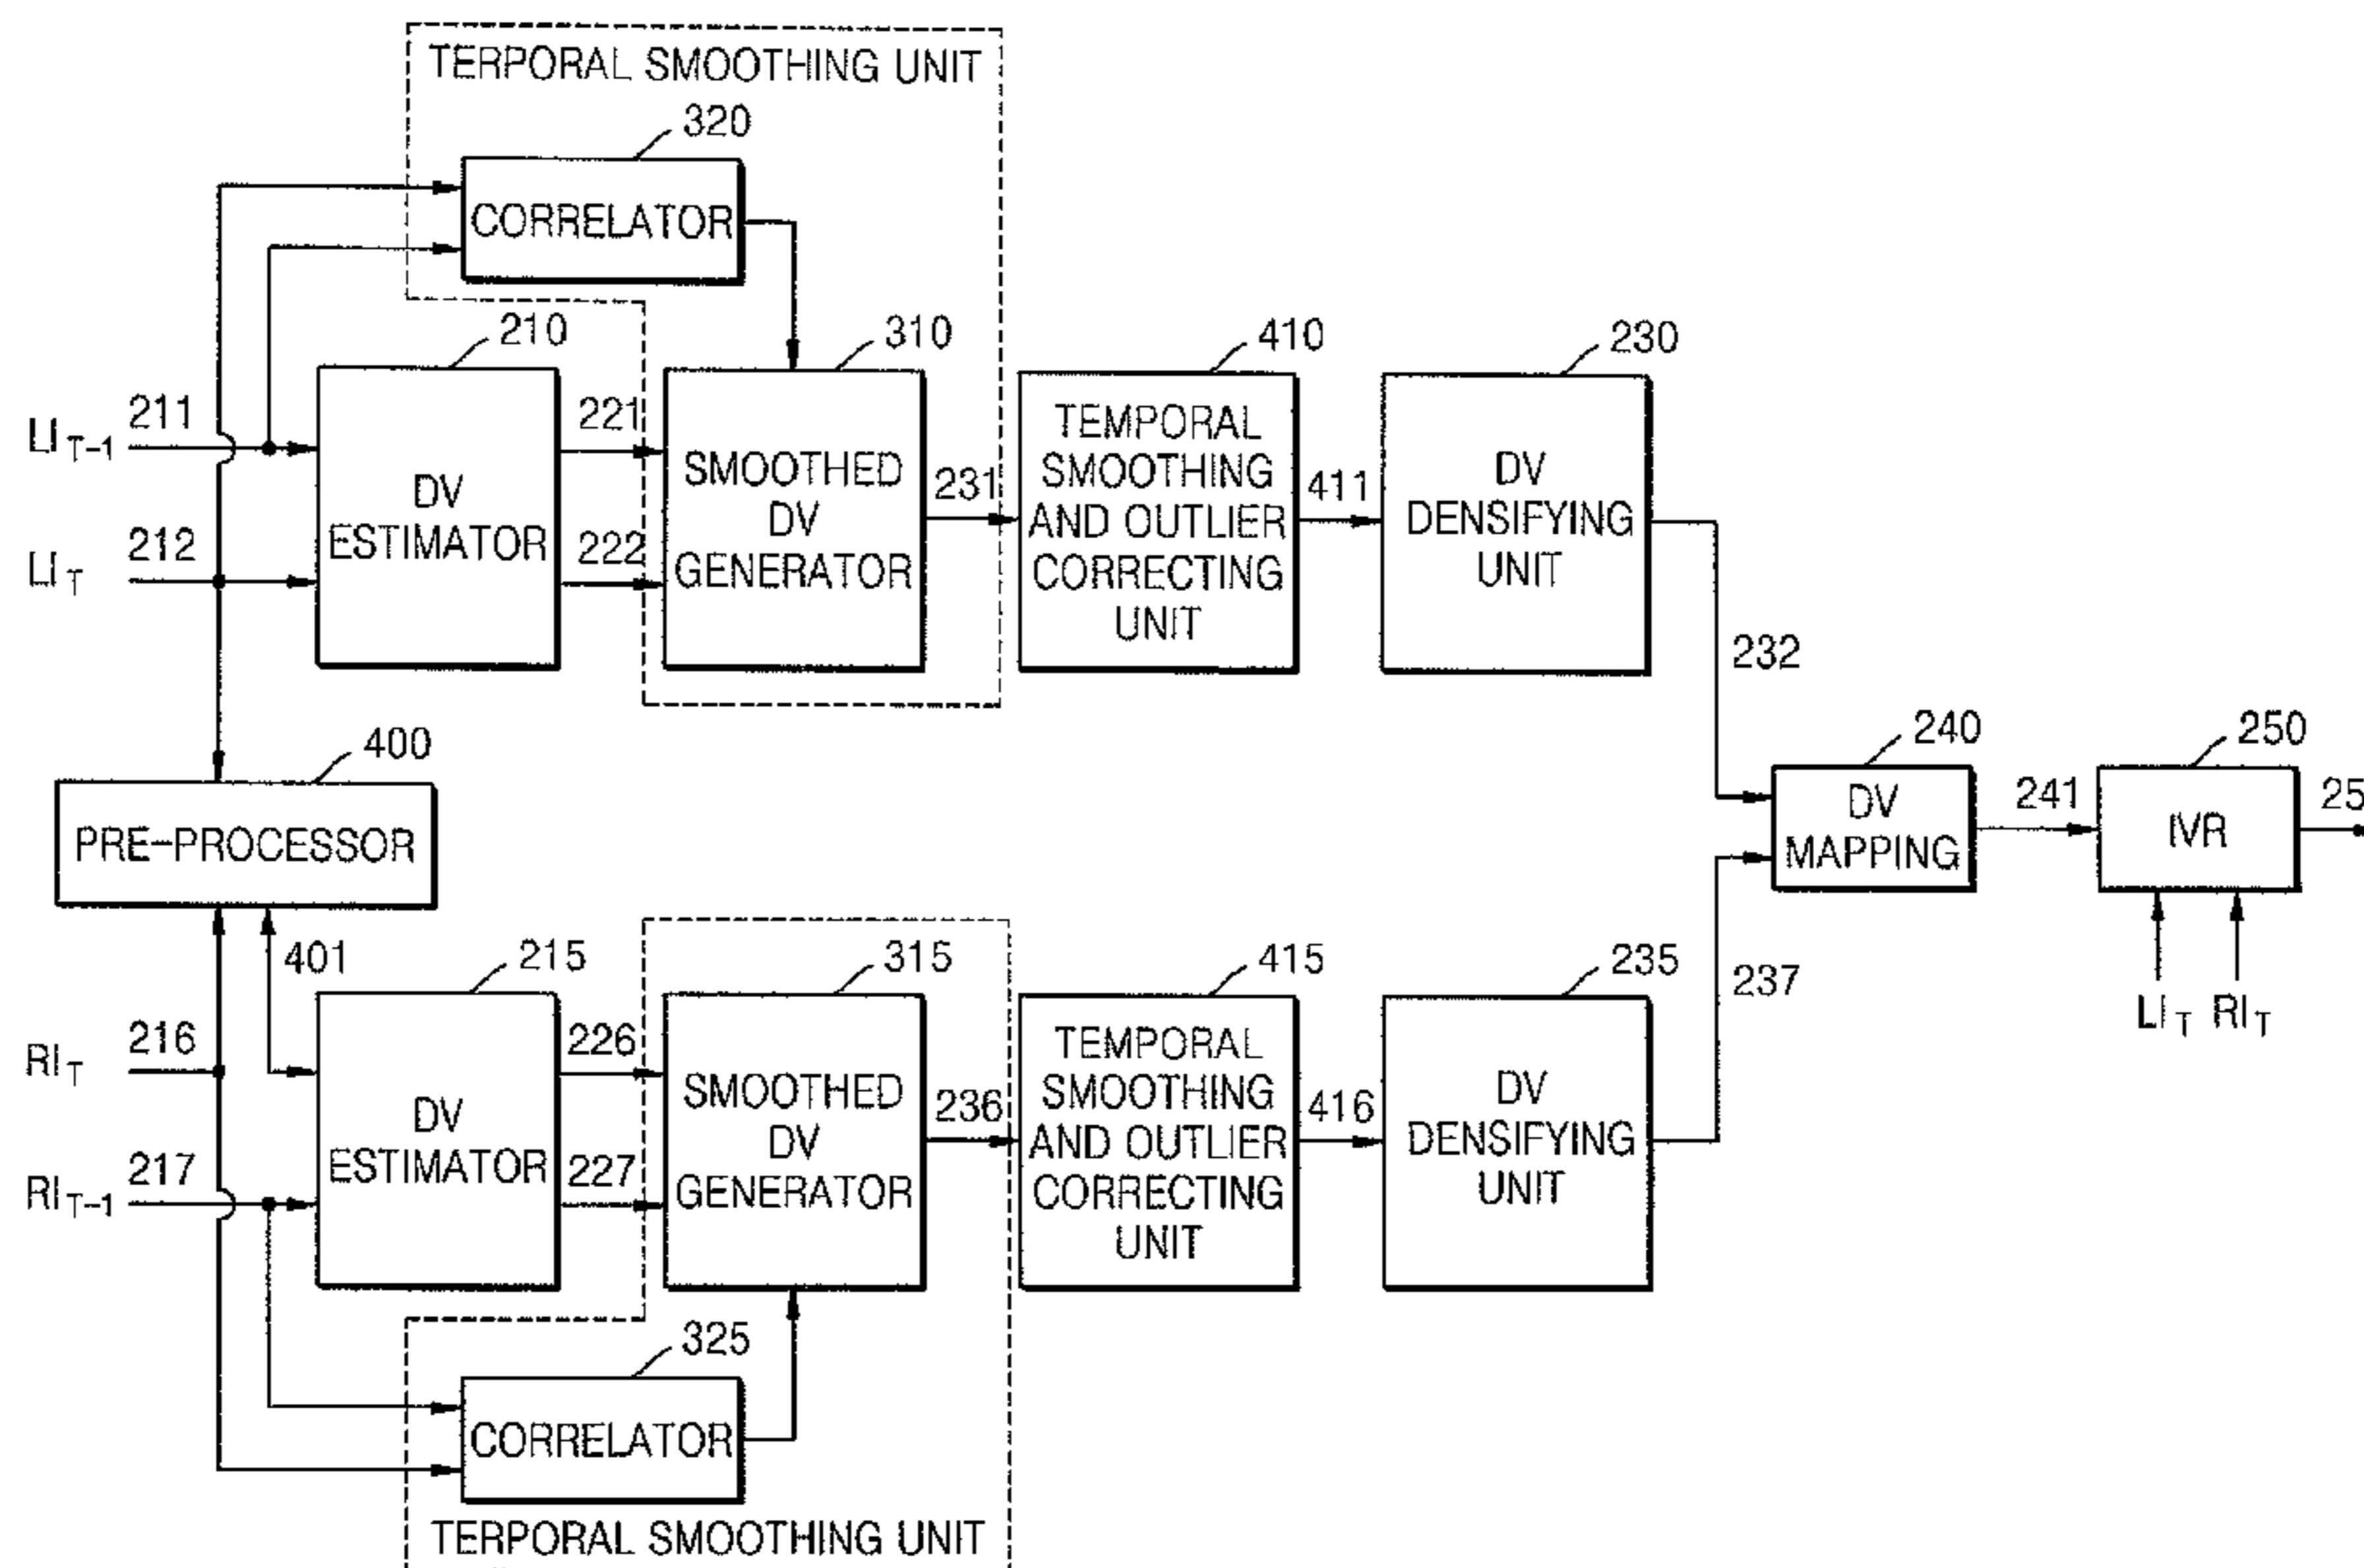 TERPORAL SMOOTHING UNIT
320
CORRELATOR
210
310
410
230
LI T-1
211
221
DV
ESTIMATOR
SMOOTHED
DV
GENERATOR
231
TEMPORAL
SMOOTHING
AND OUTLIER
CORRECTING
UNIT
411
DV
DENSIFYING
UNIT
LI T
212
222
232
400
PRE-PROCESSOR
240
DV
MAPPING
241
250
IVR
25
LI T
RI T
401
215
315
415
235
237
RI T
216
226
DV
ESTIMATOR
SMOOTHED
DV
GENERATOR
236
TEMPORAL
SMOOTHING
AND OUTLIER
CORRECTING
UNIT
416
DV
DENSIFYING
UNIT
RI T-1
217
227
325
CORRELATOR
TERPORAL SMOOTHING UNIT